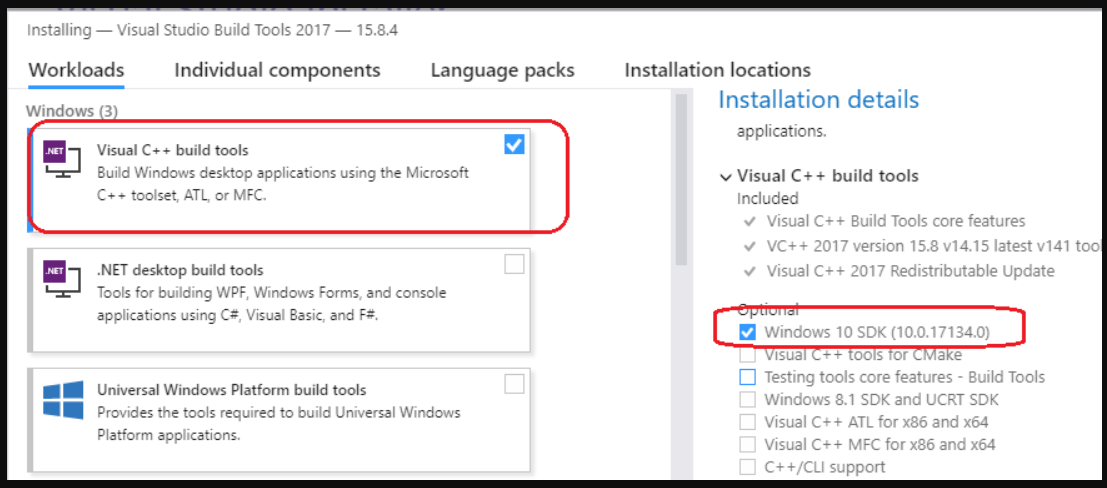 Installing — Visual Studio Build Tools 2017 — 15.8.4
Workloads
Individual components
Language packs
Installation locations
Windows (3)
.NET
Visual C++ build tools
Build Windows desktop applications using the Microsoft
C++ toolset, ATL, or MFC.
.NET
.NET desktop build tools
Tools for building WPF, Windows Forms, and console
applications using C#, Visual Basic, and F#.
Universal Windows Platform build tools
Provides the tools required to build Universal Windows
Platform applications.
Installation details
applications.
Visual C++ build tools
Included
Visual C++ Build Tools core features
VC++ 2017 version 15.8 v14.15 latest v141 tool
Visual C++ 2017 Redistributable Update
Optional
Windows 10 SDK (10.0.17134.0)
Visual C++ tools for CMake
Testing tools core features - Build Tools
Windows 8.1 SDK and UCRT SDK
Visual C++ ATL for x86 and x64
Visual C++ MFC for x86 and x64
C++/CLI support